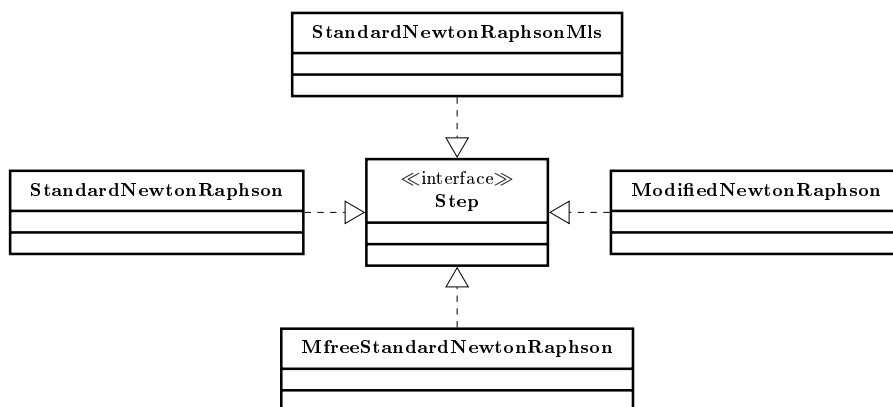 StandardNewtonRaphsonMls
StandardNewtonRaphson
≪interface≫
Step
ModifiedNewtonRaphson
MfreeStandardNewtonRaphson